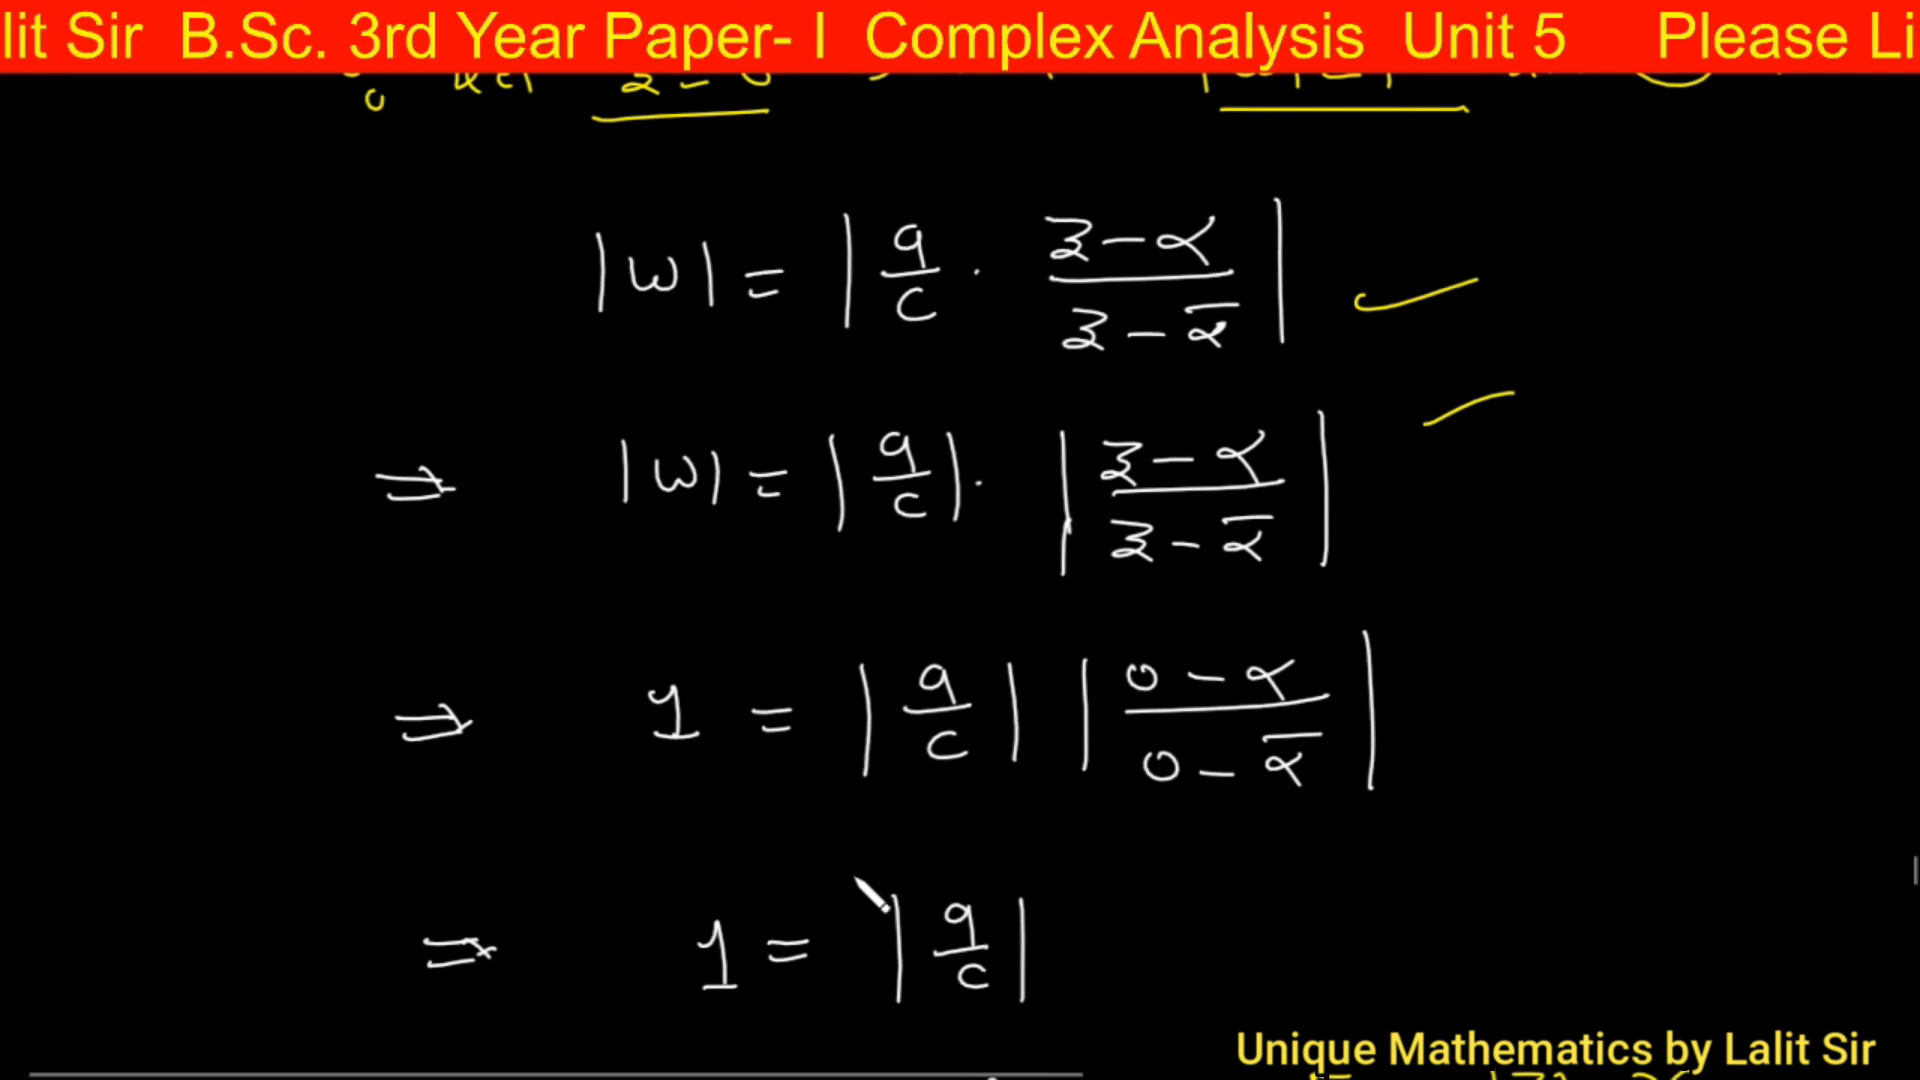 lit Sir B.Sc. 3rd Year Paper- I Complex Analysis Unit 5 Please Li
|w| = |a/c · (z-α)/(z-ᾱ)|
⇒ |w| = |a/c| · |(z-α)/(z-ᾱ)|
⇒ 1 = |a/c| |(0-α)/(0-ᾱ)|
⇒ 1 = |a/c|
Unique Mathematics by Lalit Sir